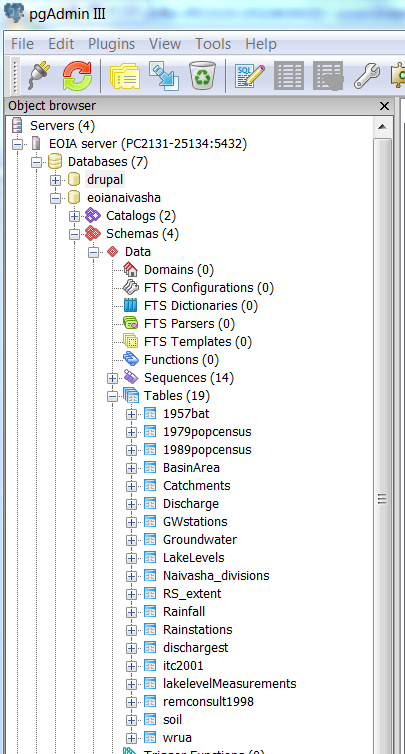 pgAdmin III
File Edit Plugins View Tools Help
Object browser
Servers (4)
EOIA server (PC2131-25134:5432)
Databases (7)
drupal
eoianaivasha
Catalogs (2)
Schemas (4)
Data
Domains (0)
FTS Configurations (0)
FTS Dictionaries (0)
FTS Parsers (0)
FTS Templates (0)
Functions (0)
Sequences (14)
Tables (19)
1957bat
1979popcensus
1989popcensus
BasinArea
Catchments
Discharge
GWstations
Groundwater
LakeLevels
Naivasha_divisions
RS_extent
Rainfall
Rainstations
dischargest
itc2001
lakelevelMeasurements
remconsult1998
soil
wrua
Trigger Functions (0)